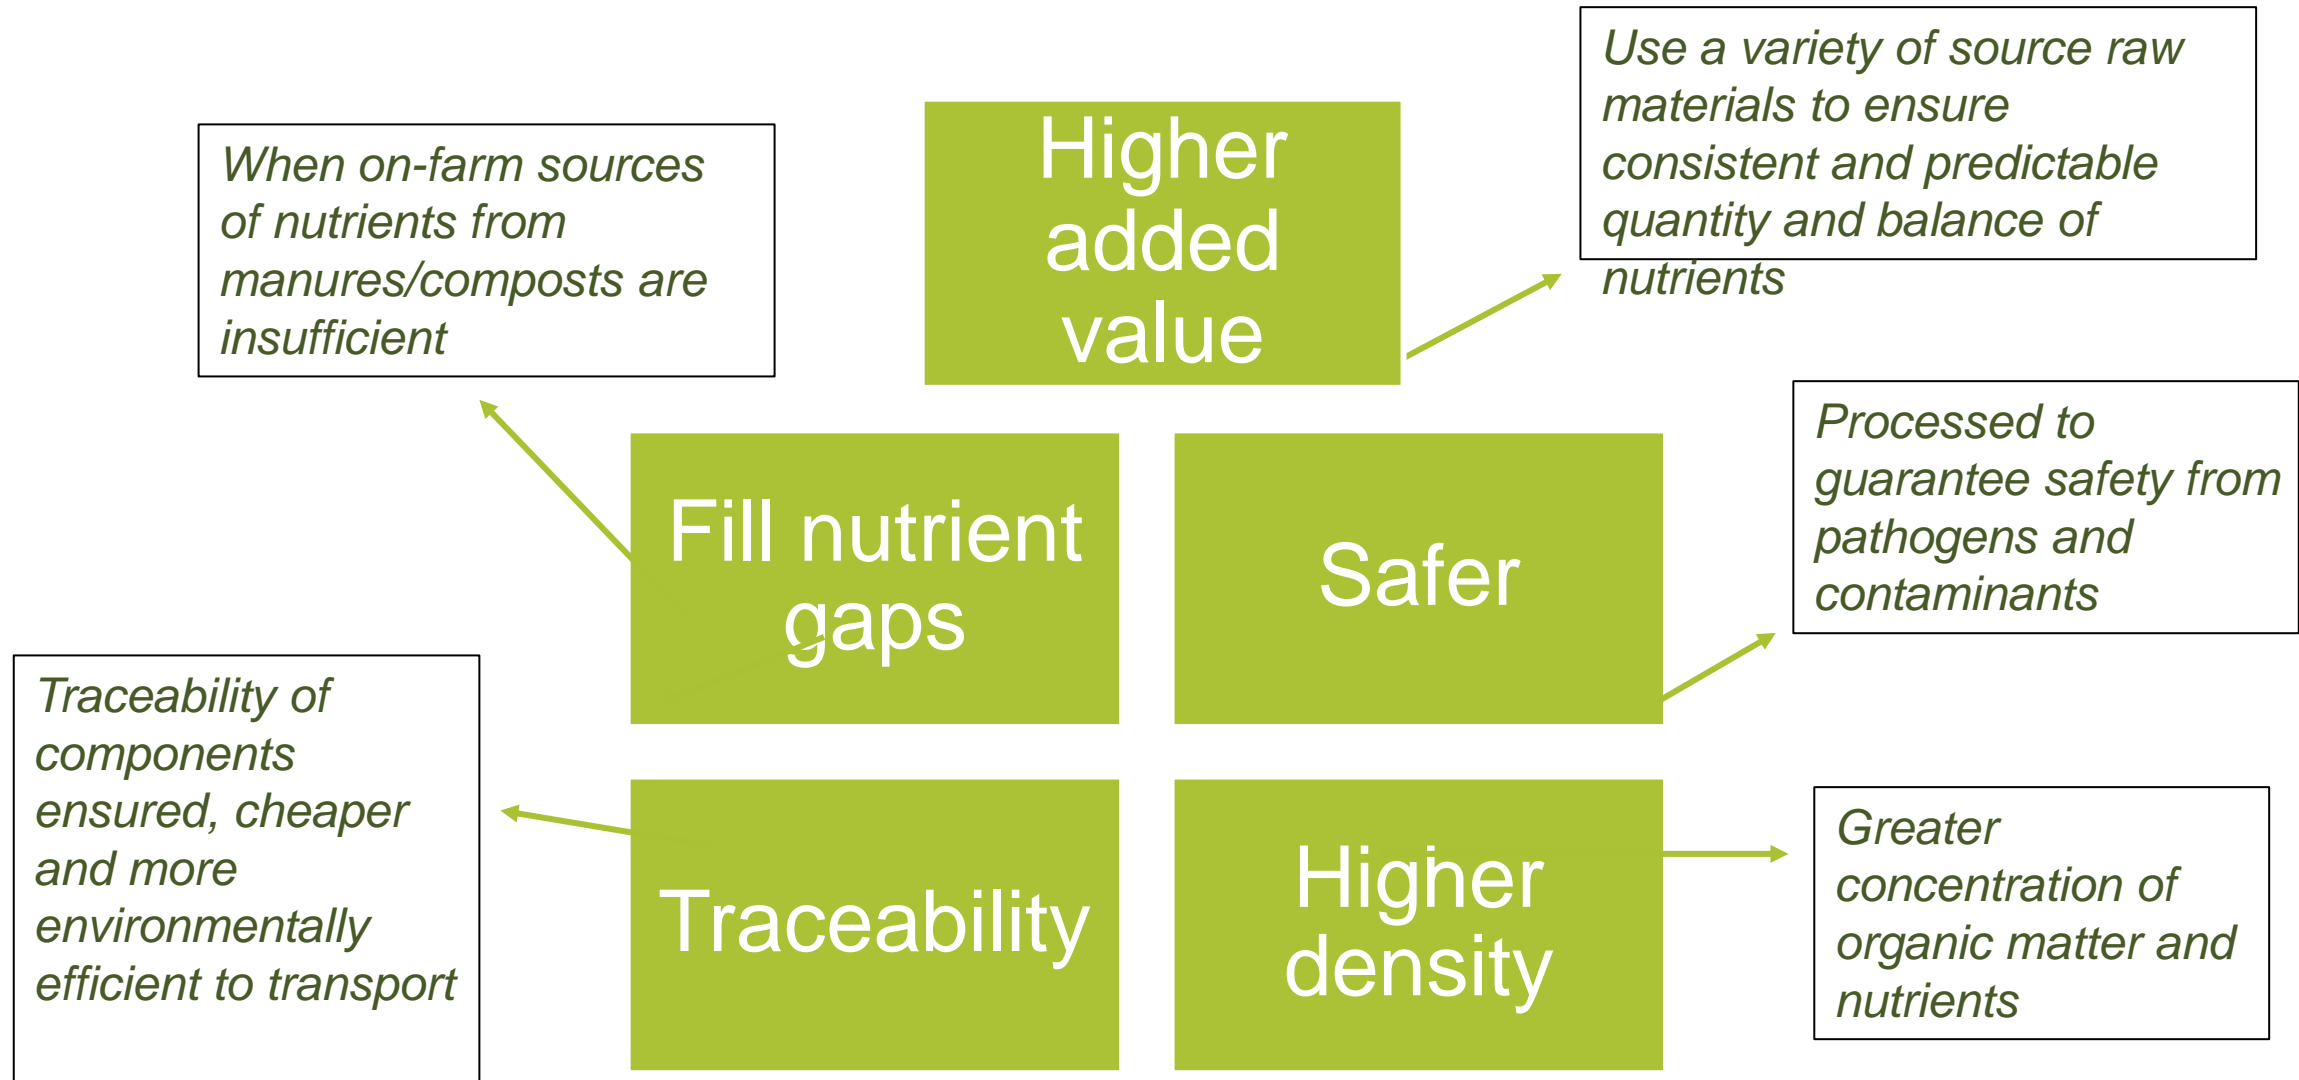 When on-farm sources
of nutrients from
manures/composts are
insufficient
Higher
added
value
Use a variety of source raw
materials to ensure
consistent and predictable
quantity and balance of
nutrients
Fill nutrient
gaps
Safer
Processed to
guarantee safety from
pathogens and
contaminants
Traceability of
components
ensured, cheaper
and more
environmentally
efficient to transport
Traceability
Higher
density
Greater
concentration of
organic matter and
nutrients